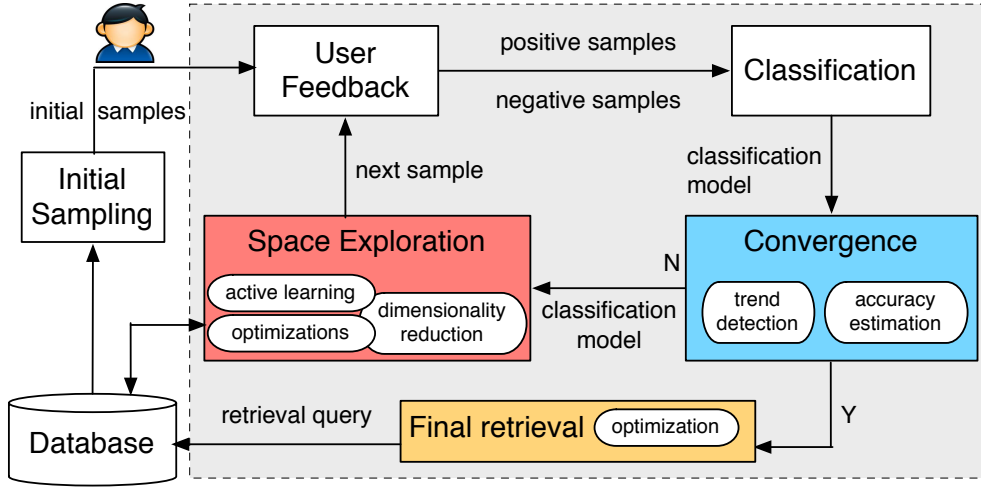 User
Feedback
positive samples
negative samples
Classification
initial samples
Initial
Sampling
next sample
classification
model
Space Exploration
active learning
optimizations
dimensionality
reduction
N
classification
model
Convergence
trend
detection
accuracy
estimation
Y
Database
retrieval query
Final retrieval
optimization